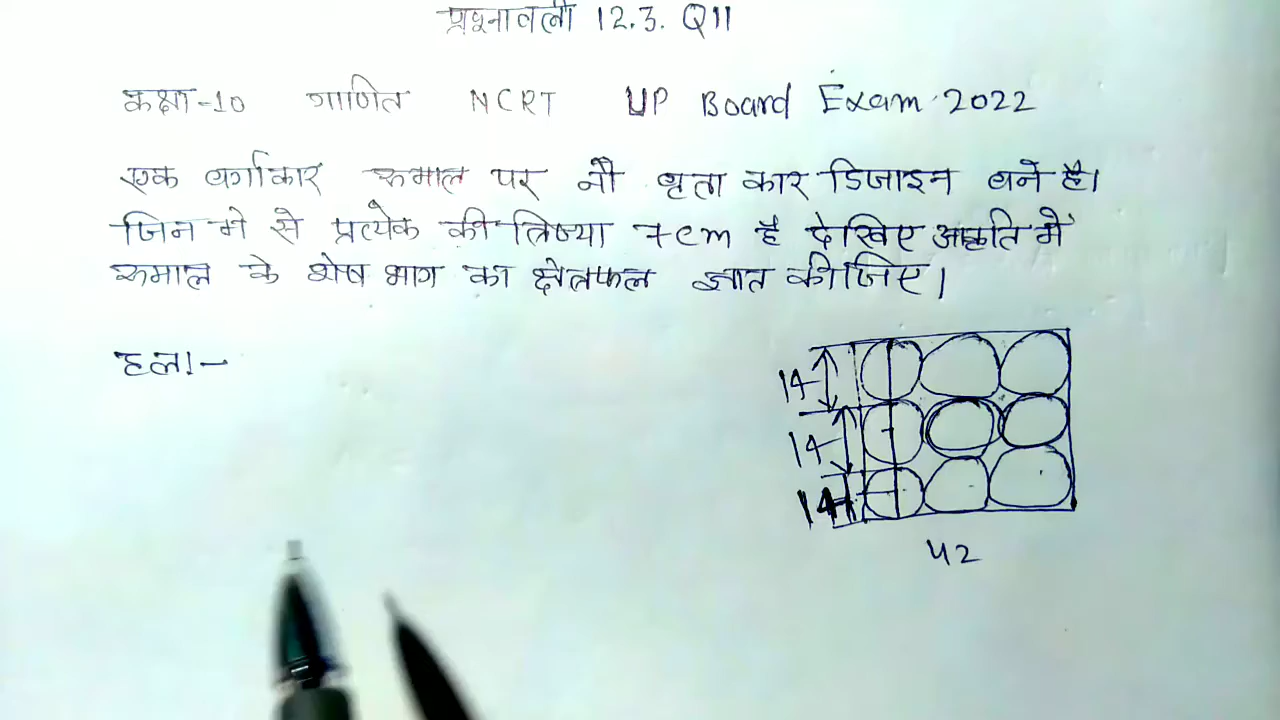 प्रश्नावली 12.3. Q11
कक्षा-10 गणित NCRT UP Board Exam 2022
एक वर्गाकार रुमाल पर नौ वृता कार डिजाइन बने है।
जिन मे से प्रत्येक की त्रिज्या 7cm है देखिए आकृति में
रुमाल के शेष भाग का क्षेत्रफल ज्ञात कीजिए।
हल।-
14
14
14
42